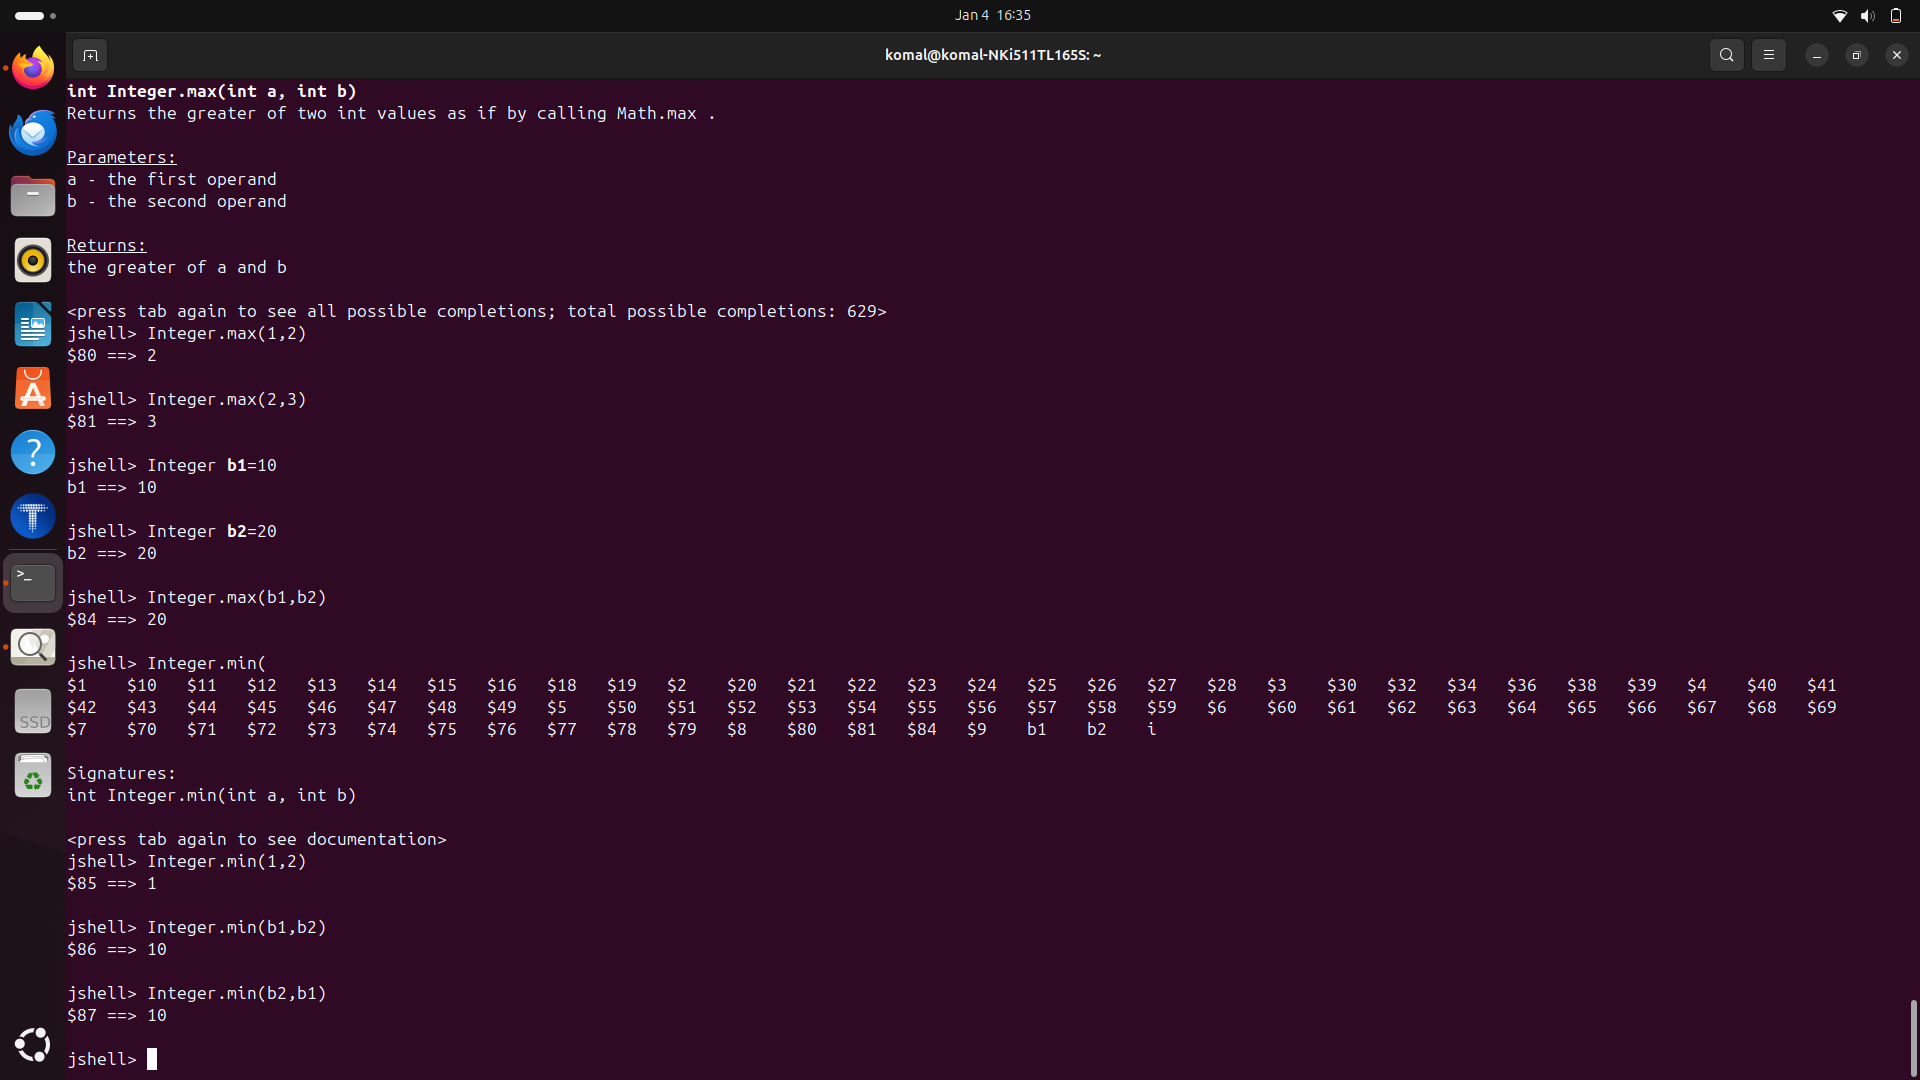 Jan 4 16:35
komal@komal-NKi511TL165S: ~
int Integer.max(int a, int b)
Returns the greater of two int values as if by calling Math.max .
Parameters:
a - the first operand
b - the second operand
Returns:
the greater of a and b
<press tab again to see all possible completions; total possible completions: 629>
jshell> Integer.max(1,2)
$80 ==> 2
jshell> Integer.max(2,3)
$81 ==> 3
jshell> Integer b1=10
b1 ==> 10
jshell> Integer b2=20
b2 ==> 20
jshell> Integer.max(b1,b2)
$84 ==> 20
jshell> Integer.min(
$1 $10 $11 $12 $13 $14 $15 $16 $18 $19 $2 $20 $21 $22 $23 $24 $25 $26 $27 $28 $3 $30 $32 $34 $36 $38 $39 $4 $40 $41
$42 $43 $44 $45 $46 $47 $48 $49 $5 $50 $51 $52 $53 $54 $55 $56 $57 $58 $59 $6 $60 $61 $62 $63 $64 $65 $66 $67 $68 $69
$7 $70 $71 $72 $73 $74 $75 $76 $77 $78 $79 $8 $80 $81 $84 $9 b1 b2 i
Signatures:
int Integer.min(int a, int b)
<press tab again to see documentation>
jshell> Integer.min(1,2)
$85 ==> 1
jshell> Integer.min(b1,b2)
$86 ==> 10
jshell> Integer.min(b2,b1)
$87 ==> 10
jshell>
SSD